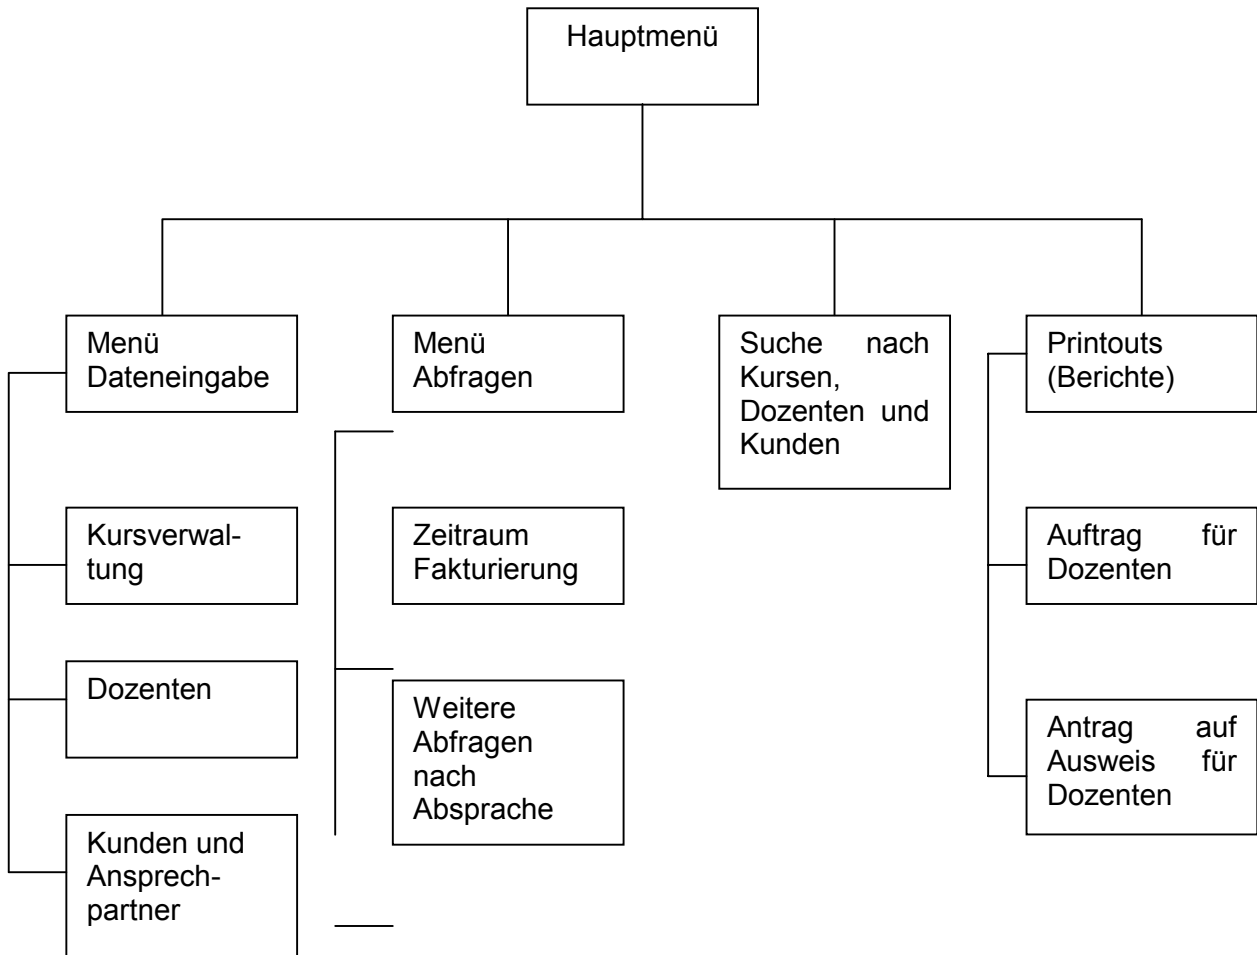 Hauptmenü
Menü
Dateneingabe
Kursverwal-
tung
Dozenten
Kunden und
Ansprech-
partner
Menü
Abfragen
Zeitraum
Fakturierung
Weitere
Abfragen
nach
Absprache
Suche nach
Kursen,
Dozenten und
Kunden
Printouts
(Berichte)
Auftrag für
Dozenten
Antrag auf
Ausweis für
Dozenten